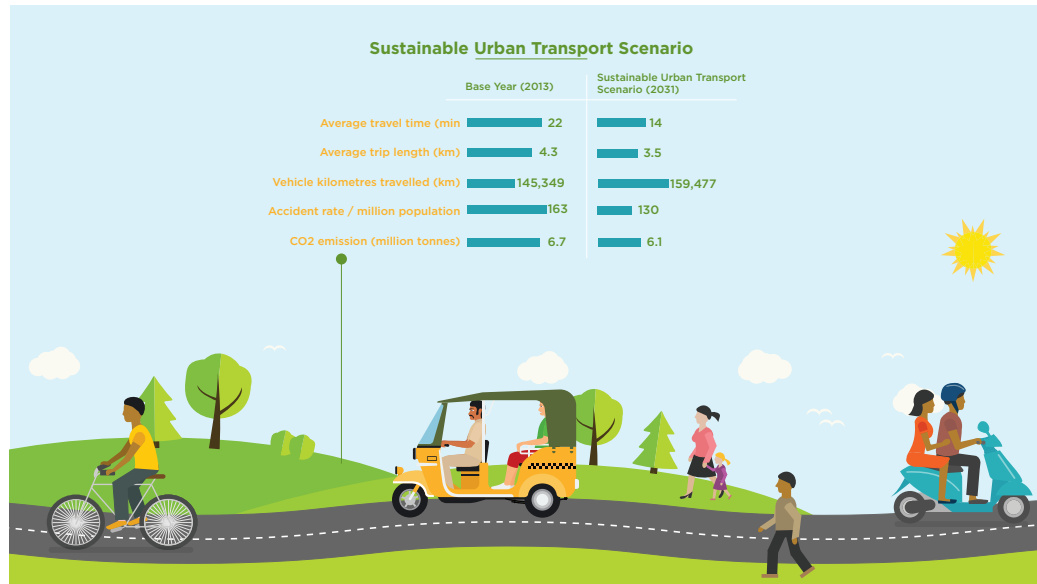 Sustainable Urban Transport Scenario
Base Year (2013)
Sustainable Urban Transport
Scenario (2031)
Average travel time (min 22 14
Average trip length (km) 4.3 3.5
Vehicle kilometres travelled (km) 145,349 159,477
Accident rate / million population 163 130
CO2 emission (million tonnes) 6.7 6.1